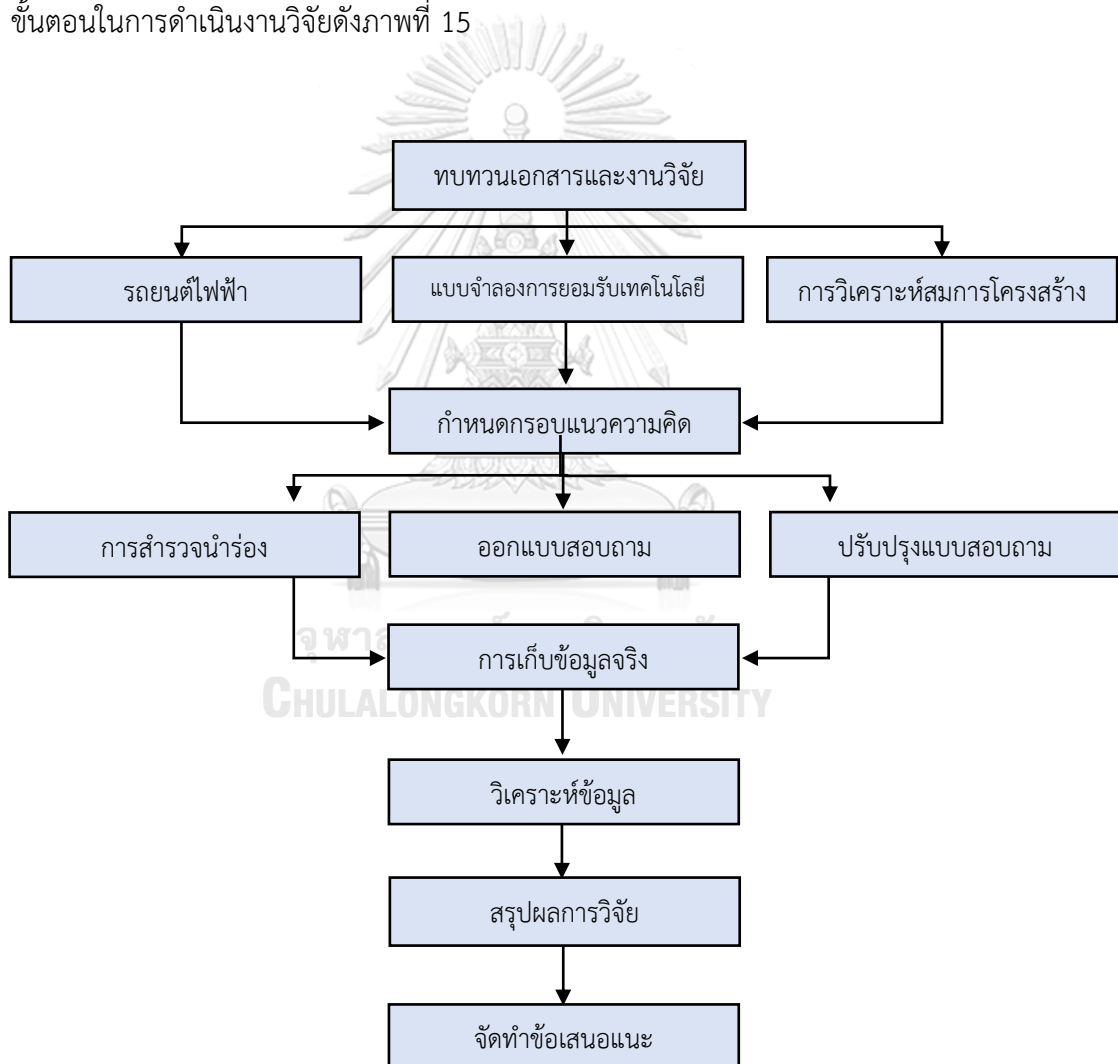 ขั้นตอนในการดำเนินงานวิจัยดังภาพที่ 15
ทบทวนเอกสารและงานวิจัย
รถยนต์ไฟฟ้า
แบบจำลองการยอมรับเทคโนโลยี
การวิเคราะห์สมการโครงสร้าง
กำหนดกรอบแนวความคิด
การสำรวจนำร่อง
ออกแบบสอบถาม
ปรับปรุงแบบสอบถาม
การเก็บข้อมูลจริง
CHULALONGKORN UNIVERSITY
วิเคราะห์ข้อมูล
สรุปผลการวิจัย
จัดทำข้อเสนอแนะ